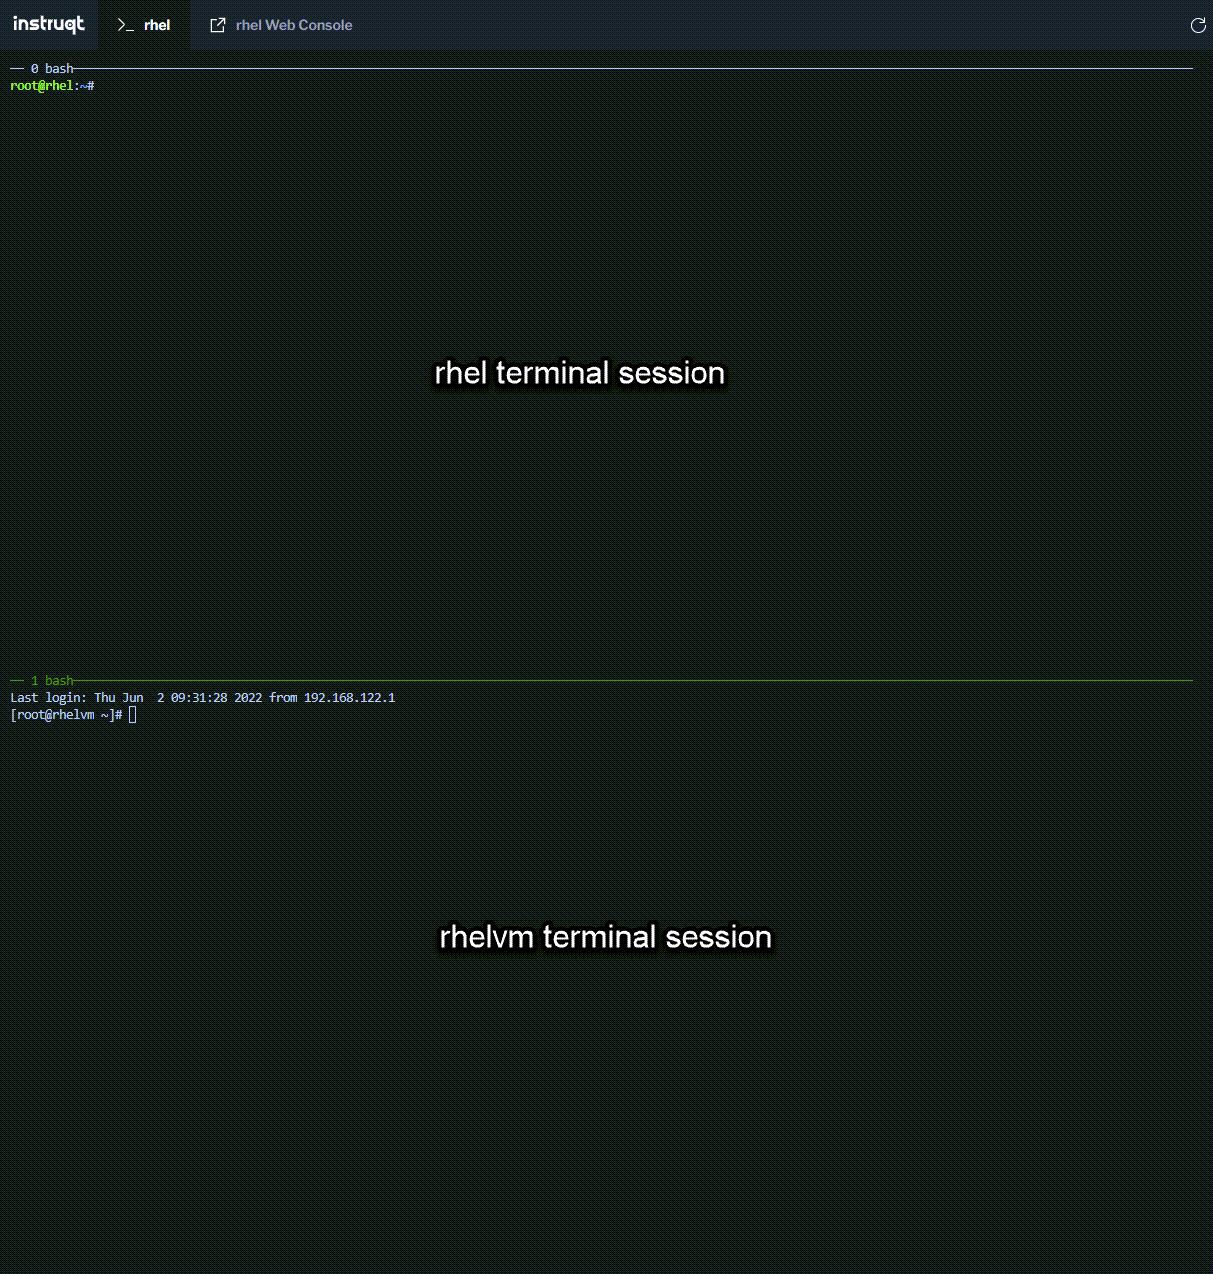 instruqt >_ rhel rhel Web Console
0 bash
root@rhel:~#
rhel terminal session
1 bash
Last login: Thu Jun  2 09:31:28 2022 from 192.168.122.1
[root@rhelvm ~]#
rhelvm terminal session